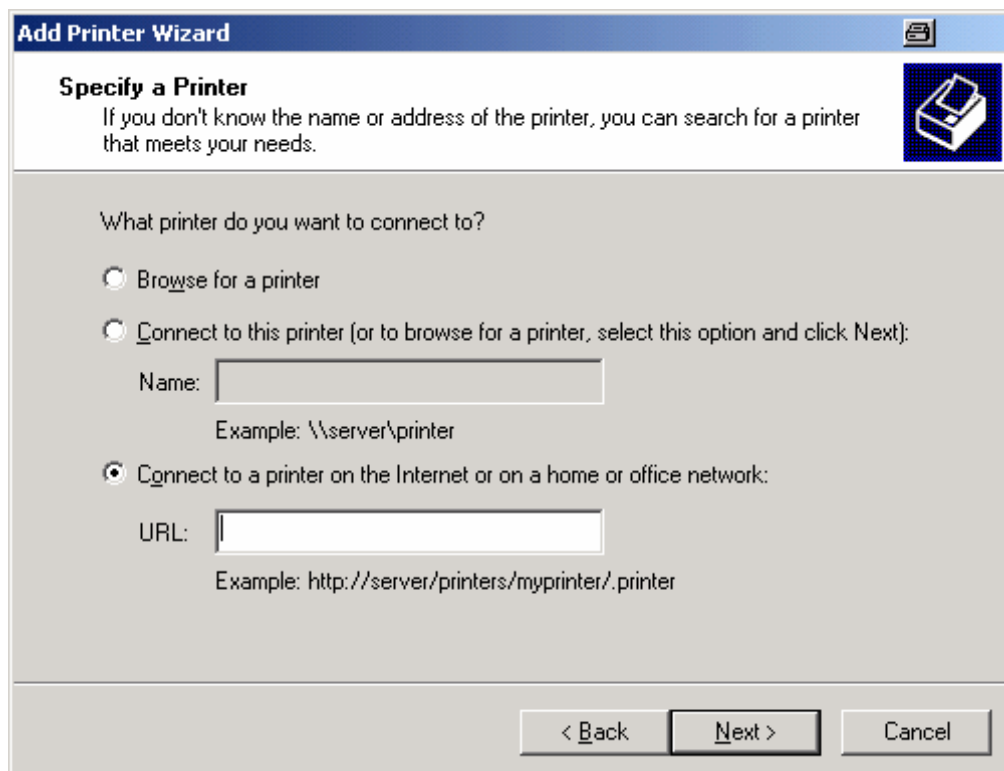 Add Printer Wizard
Specify a Printer
If you don't know the name or address of the printer, you can search for a printer
that meets your needs.
What printer do you want to connect to?
Browse for a printer
Connect to this printer (or to browse for a printer, select this option and click Next):
Name:
Example: \\server\printer
Connect to a printer on the Internet or on a home or office network:
URL:
Example: http://server/printers/myprinter/.printer
< Back Next > Cancel